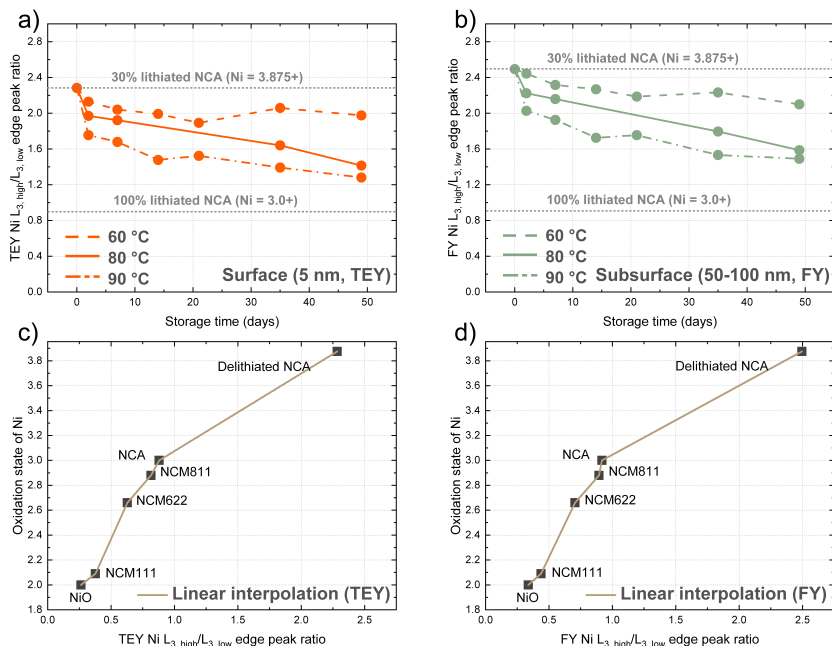 a)
TEY Ni L3, high/L3, low edge peak ratio
2.8
2.4
2.0
1.6
1.2
0.8
0.4
0.0
30% lithiated NCA (Ni = 3.875+)
100% lithiated NCA (Ni = 3.0+)
60 °C
80 °C
90 °C
Surface (5 nm, TEY)
0 10 20 30 40 50
Storage time (days)
b)
FY Ni L3, high/L3, low edge peak ratio
2.8
2.4
2.0
1.6
1.2
0.8
0.4
0.0
30% lithiated NCA (Ni = 3.875+)
100% lithiated NCA (Ni = 3.0+)
60 °C
80 °C
90 °C
Subsurface (50-100 nm, FY)
0 10 20 30 40 50
Storage time (days)
c)
Oxidation state of Ni
3.8
3.6
3.4
3.2
3.0
2.8
2.6
2.4
2.2
2.0
1.8
Delithiated NCA
NCA
NCM811
NCM622
NCM111
NiO
Linear interpolation (TEY)
0.0 0.5 1.0 1.5 2.0 2.5
TEY Ni L3_high/L3_low edge peak ratio
d)
Oxidation state of Ni
3.8
3.6
3.4
3.2
3.0
2.8
2.6
2.4
2.2
2.0
1.8
Delithiated NCA
NCA
NCM811
NCM622
NCM111
NiO
Linear interpolation (FY)
0.0 0.5 1.0 1.5 2.0 2.5
FY Ni L3_high/L3_low edge peak ratio